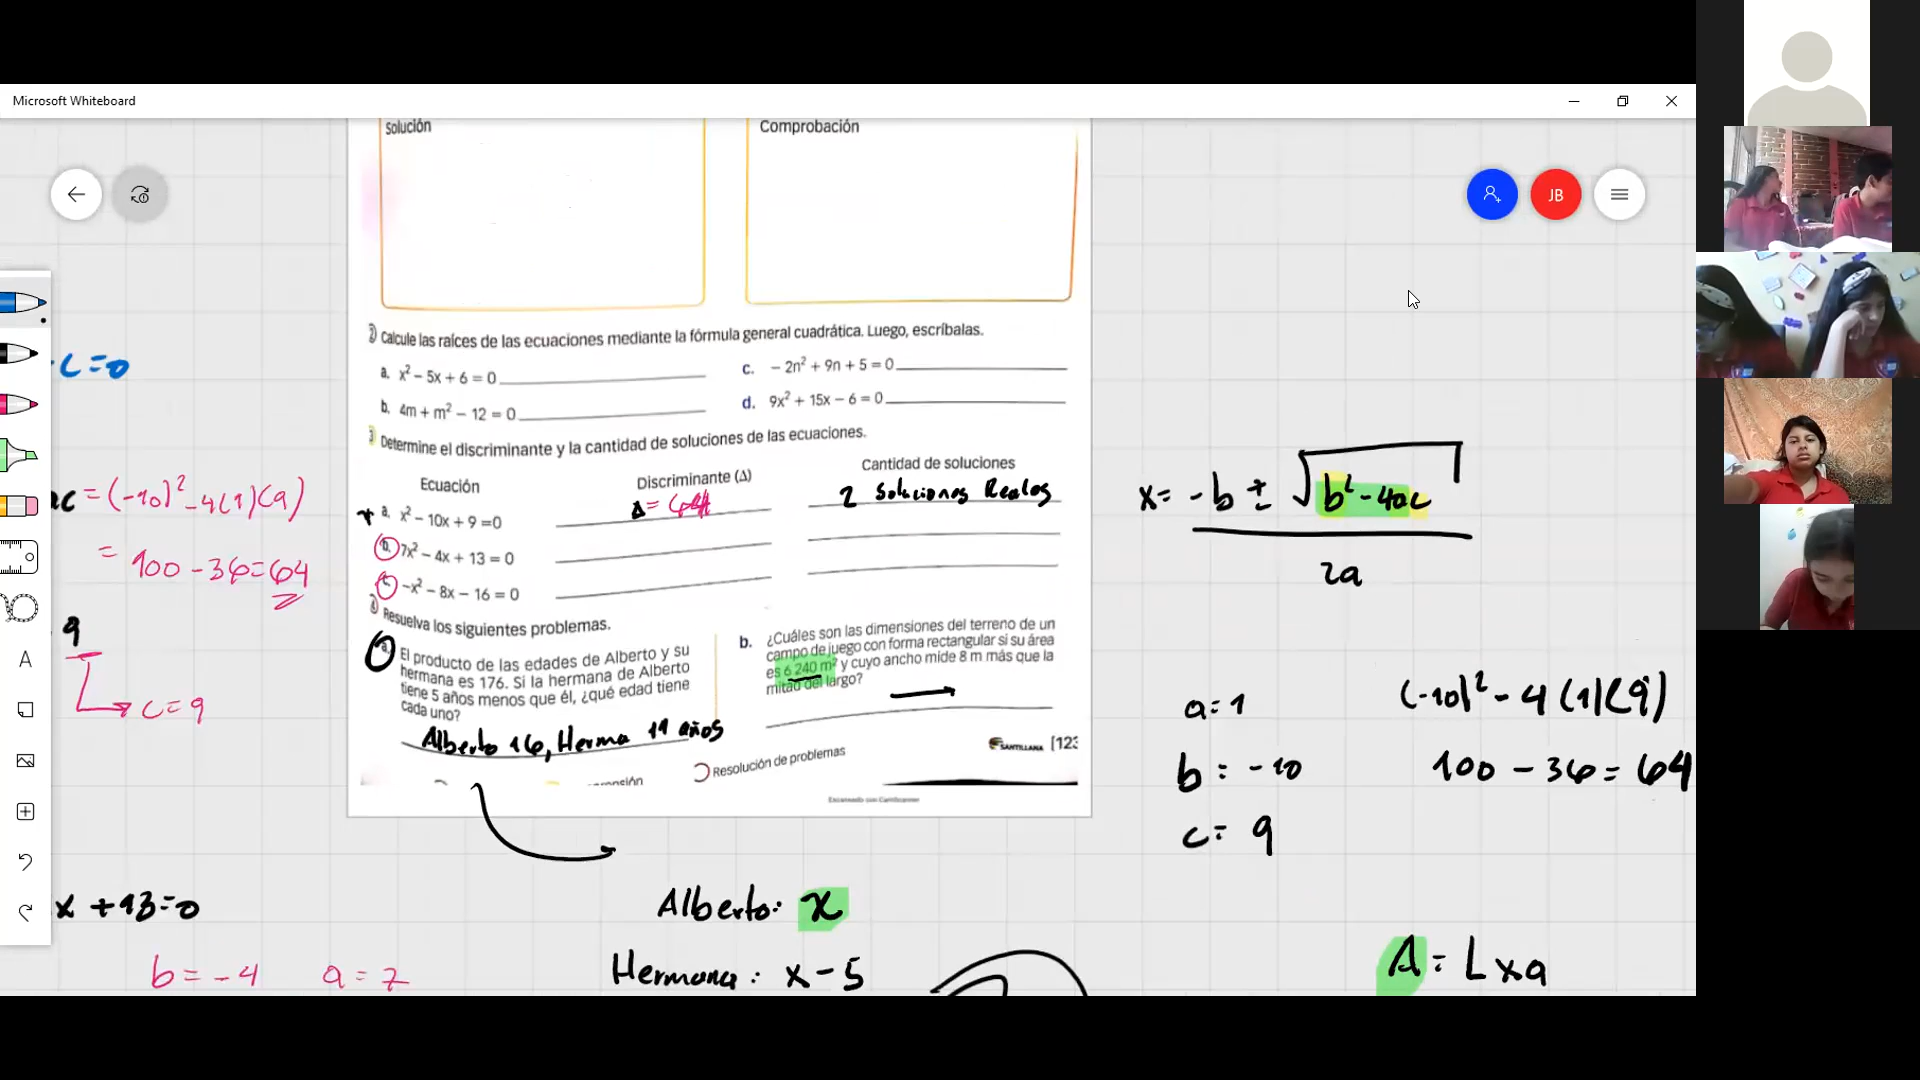 Microsoft Whiteboard
Solución
Comprobación
JB
Calcule las raíces de las ecuaciones mediante la fórmula general cuadrática. Luego, escríbalas.
a. x² − 5x + 6 = 0
c. − 2n² + 9n + 5 = 0
b. 4m + m² − 12 = 0
d. 9x² + 15x − 6 = 0
3 Determine el discriminante y la cantidad de soluciones de las ecuaciones.
Ecuación
Discriminante (Δ)
Cantidad de soluciones
a. x² − 10x + 9 = 0
Δ = 64
2 Soluciones Reales
b. 7x² − 4x + 13 = 0
−x² − 8x − 16 = 0
Resuelva los siguientes problemas.
a. El producto de las edades de Alberto y su
hermana es 176. Si la hermana de Alberto
tiene 5 años menos que él, ¿qué edad tiene
cada uno?
Alberto 16, Herma 11 años
b. ¿Cuáles son las dimensiones del terreno de un
campo de juego con forma rectangular si su área
es 6 240 m² y cuyo ancho mide 8 m más que la
mitad del largo?
SANTILLANA [123
Resolución de problemas
Escaneado con CamScanner
C=0
ac = (-10)² -4(1)(9)
= 100 - 36 = 64
9
c = 9
x + 13 = 0
b = -4 a = 7
Alberto: x
Hermana: x - 5
x = -b ± √b² - 4ac
2a
a = 1
b = -10
c = 9
(-10)² - 4 (1)(9)
100 - 36 = 64
A = L x a
A